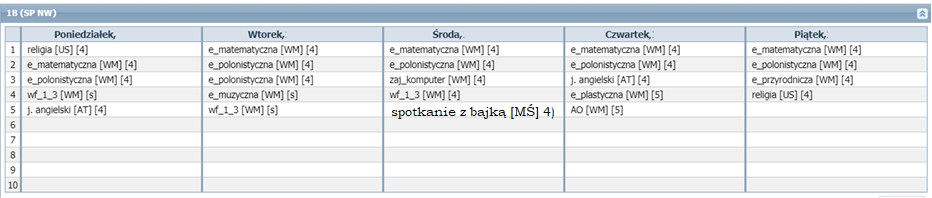 1B (SP NW)
Poniedziałek, Wtorek, Środa, Czwartek, Piątek,
1 religia [US] [4] e_matematyczna [WM] [4] e_matematyczna [WM] [4] e_matematyczna [WM] [4] e_matematyczna [WM] [4]
2 e_matematyczna [WM] [4] e_polonistyczna [WM] [4] e_polonistyczna [WM] [4] e_polonistyczna [WM] [4] e_polonistyczna [WM] [4]
3 e_polonistyczna [WM] [4] e_polonistyczna [WM] [4] zaj_komputer [WM] [4] j. angielski [AT] [4] e_przyrodnicza [WM] [4]
4 wf_1_3 [WM] [s] e_muzyczna [WM] [s] wf_1_3 [WM] [4] e_plastyczna [WM] [5] religia [US] [4]
5 j. angielski [AT] [4] wf_1_3 [WM] [s] spotkanie z bajką [MŚ] 4) AO [WM] [5]
6
7
8
9
10